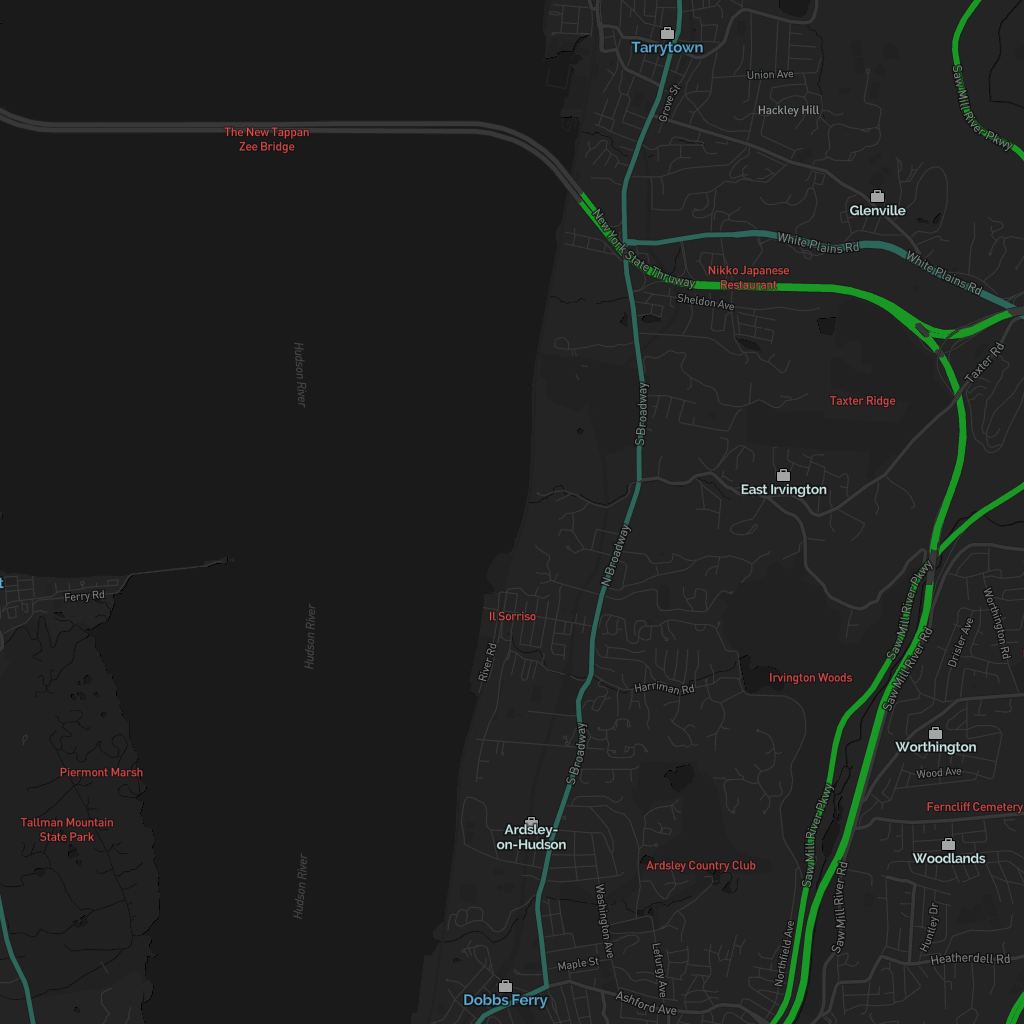 Tarrytown
Union Ave
Saw Mill River Pkwy
Grove St
Hackley Hill
The New Tappan
Zee Bridge
Glenville
New York State Thruway
White Plains Rd
White Plains Rd
Nikko Japanese
Restaurant
Sheldon Ave
Hudson River
Taxter Rd
Taxter Ridge
S Broadway
East Irvington
N Broadway
Ferry Rd
Saw Mill River Pkwy
Worthington Rd
Il Sorriso
Hudson River
Drisler Ave
Saw Mill River Rd
River Rd
Irvington Woods
Harriman Rd
Worthington
S Broadway
Piermont Marsh
Wood Ave
Saw Mill River Pkwy
Ferncliff Cemetery
Tallman Mountain
State Park
Ardsley-
on-Hudson
Woodlands
Ardsley Country Club
Hudson River
Saw Mill River Rd
Washington Ave
Huntley Dr
Northfield Ave
Lefurgy Ave
Maple St
Heatherdell Rd
Dobbs Ferry
Ashford Ave